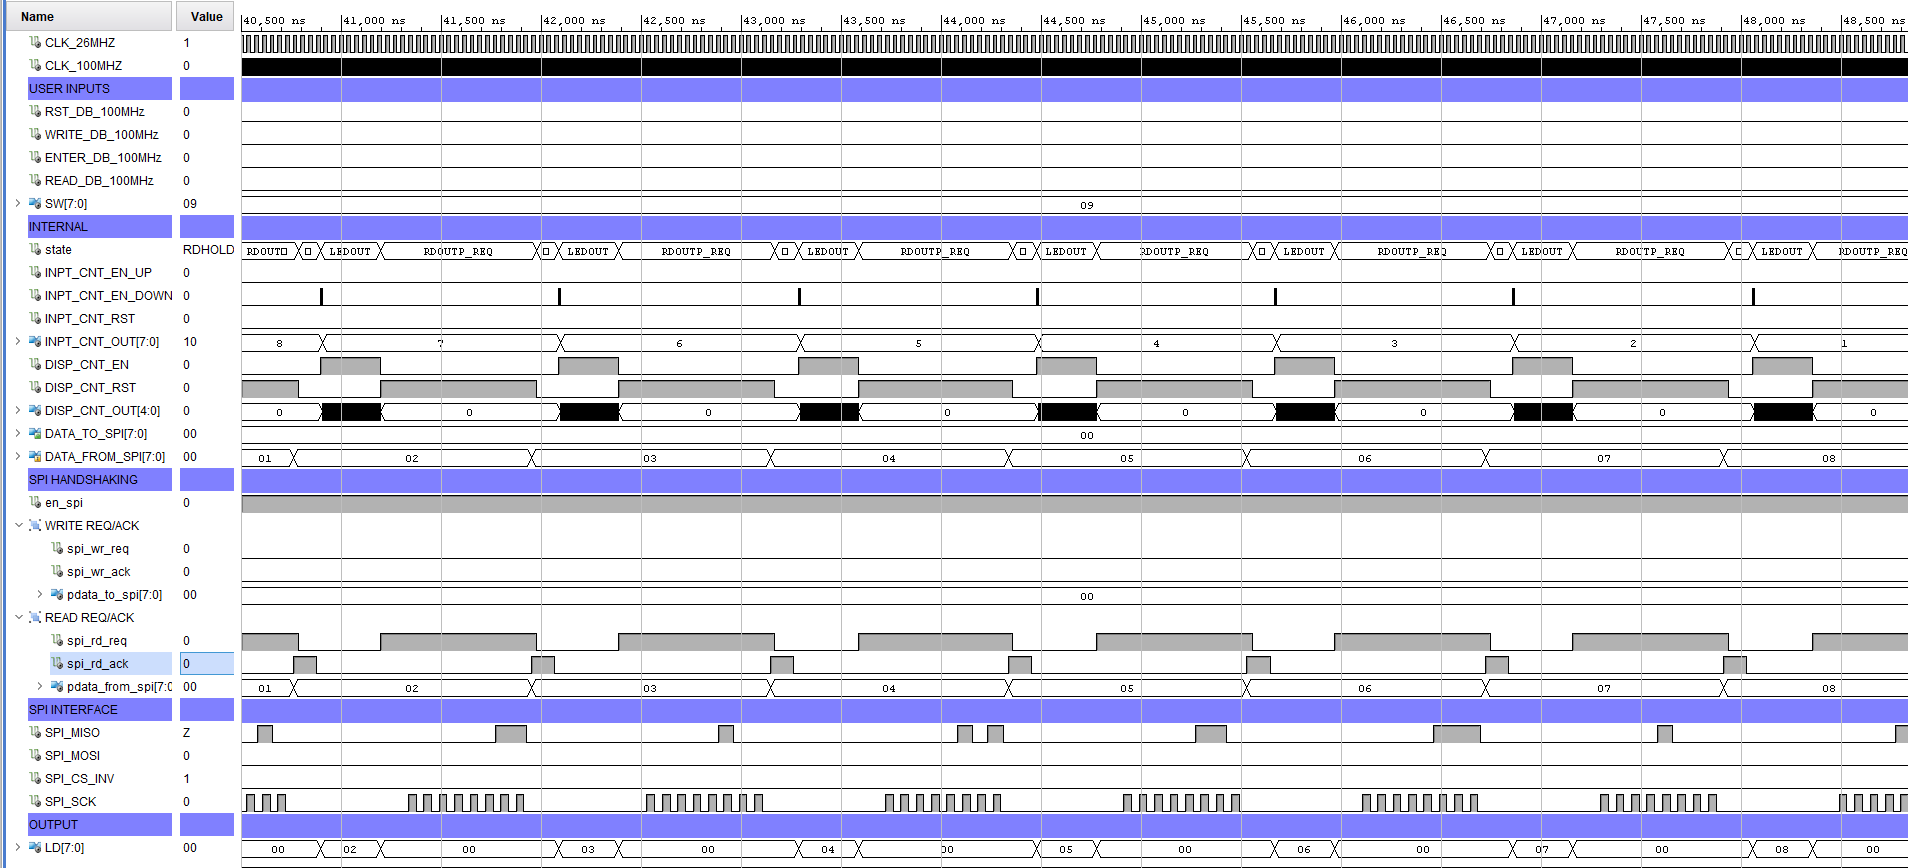 Name Value 40,500 ns 41,000 ns 41,500 ns 42,000 ns 42,500 ns 43,000 ns 43,500 ns 44,000 ns 44,500 ns 45,000 ns 45,500 ns 46,000 ns 46,500 ns 47,000 ns 47,500 ns 48,000 ns 48,500 ns
CLK_26MHZ 1
CLK_100MHZ 0
USER INPUTS
RST_DB_100MHz 0
WRITE_DB_100MHz 0
ENTER_DB_100MHz 0
READ_DB_100MHz 0
SW[7:0] 09 09
INTERNAL
state RDHOLD RDOUT LEDOUT RDOUTP_REQ LEDOUT RDOUTP_REQ LEDOUT RDOUTP_REQ LEDOUT RDOUTP_REQ LEDOUT RDOUTP_REQ LEDOUT RDOUTP_REQ LEDOUT RDOUTP_REQ
INPT_CNT_EN_UP 0
INPT_CNT_EN_DOWN 0
INPT_CNT_RST 0
INPT_CNT_OUT[7:0] 10 8 7 6 5 4 3 2 1
DISP_CNT_EN 0
DISP_CNT_RST 0
DISP_CNT_OUT[4:0] 0 0 0 0 0 0 0 0 0
DATA_TO_SPI[7:0] 00 00
DATA_FROM_SPI[7:0] 00 01 02 03 04 05 06 07 08
SPI HANDSHAKING
en_spi 0
WRITE REQ/ACK
spi_wr_req 0
spi_wr_ack 0
pdata_to_spi[7:0] 00 00
READ REQ/ACK
spi_rd_req 0
spi_rd_ack 0
pdata_from_spi[7:0 00 01 02 03 04 05 06 07 08
SPI INTERFACE
SPI_MISO Z
SPI_MOSI 0
SPI_CS_INV 1
SPI_SCK 0
OUTPUT
LD[7:0] 00 00 02 00 03 00 04 00 05 00 06 00 07 00 08 00